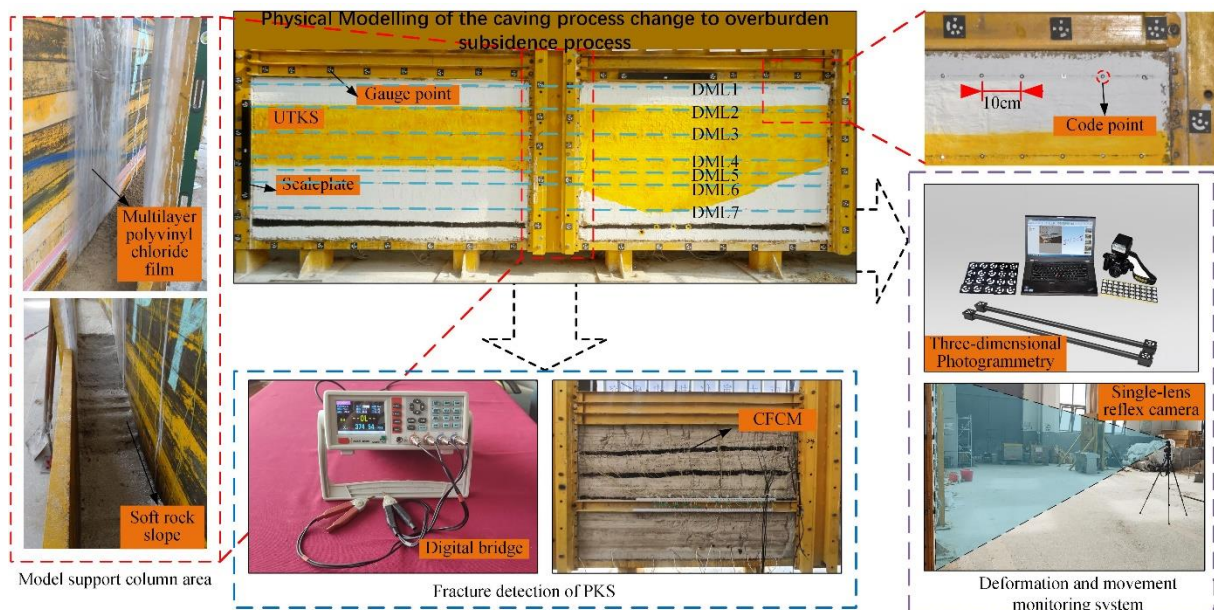 Physical Modelling of the caving process change to overburden
subsidence process
Gauge point
UTKS
Scaleplate
DML1
DML2
DML3
DML4
DML5
DML6
DML7
10cm
Code point
Multilayer
polyvinyl
chloride
film
Soft rock
slope
Model support column area
Digital bridge
CFCM
Fracture detection of PKS
Three-dimensional
Photogrammetry
Single-lens
reflex camera
Deformation and movement
monitoring system